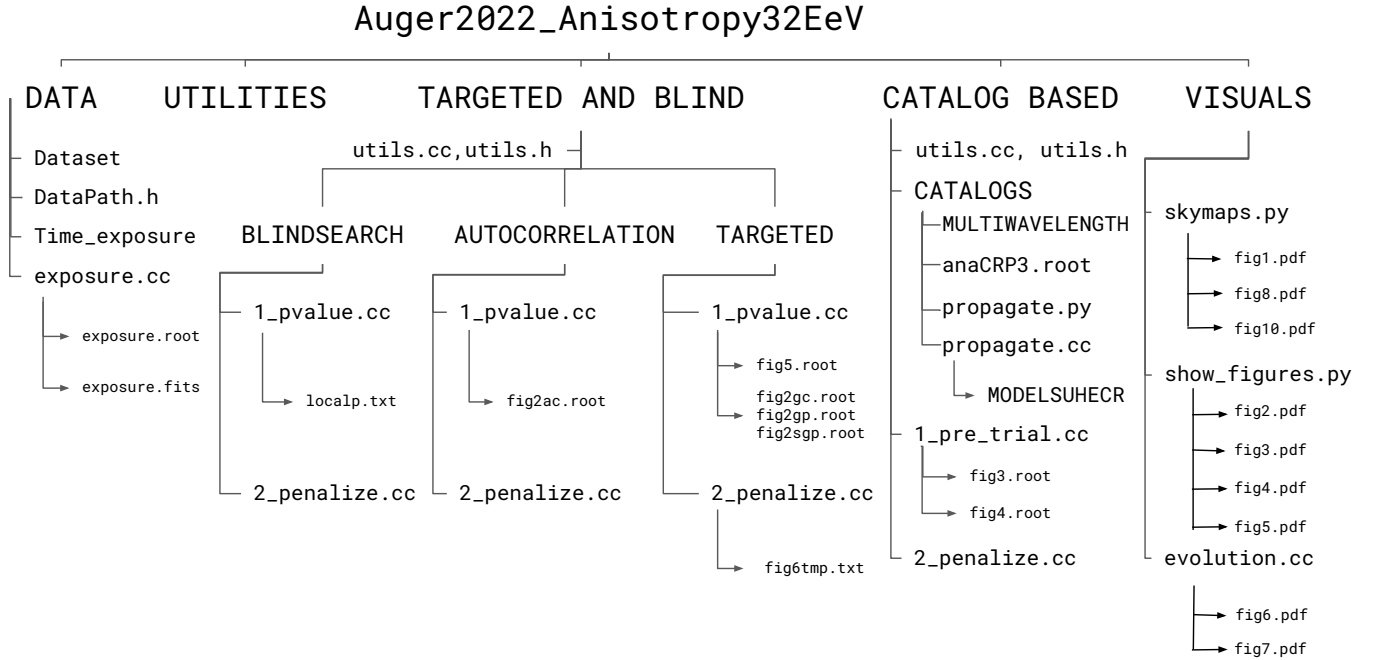 Auger2022_Anisotropy32EeV
DATA
Dataset
DataPath.h
Time_exposure
exposure.cc
exposure.root
exposure.fits
UTILITIES
TARGETED AND BLIND
utils.cc,utils.h
BLINDSEARCH
1_pvalue.cc
localp.txt
2_penalize.cc
AUTOCORRELATION
1_pvalue.cc
fig2ac.root
2_penalize.cc
TARGETED
1_pvalue.cc
fig5.root
fig2gc.root
fig2gp.root
fig2sgp.root
2_penalize.cc
fig6tmp.txt
CATALOG BASED
utils.cc, utils.h
CATALOGS
MULTIWAVELENGTH
anaCRP3.root
propagate.py
propagate.cc
MODELSUHECR
1_pre_trial.cc
fig3.root
fig4.root
2_penalize.cc
VISUALS
skymaps.py
fig1.pdf
fig8.pdf
fig10.pdf
show_figures.py
fig2.pdf
fig3.pdf
fig4.pdf
fig5.pdf
evolution.cc
fig6.pdf
fig7.pdf